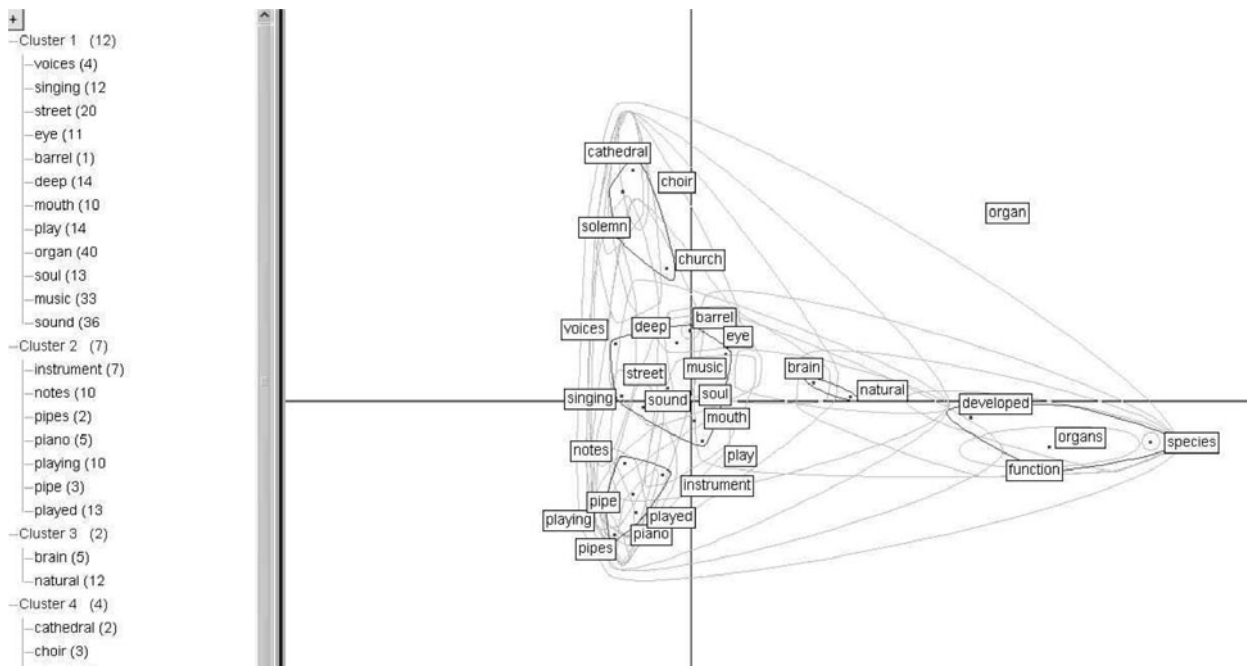 +
Cluster 1 (12)
voices (4)
singing (12
street (20
eye (11
barrel (1)
deep (14
mouth (10
play (14
organ (40
soul (13
music (33
sound (36
Cluster 2 (7)
instrument (7)
notes (10
pipes (2)
piano (5)
playing (10
pipe (3)
played (13
Cluster 3 (2)
brain (5)
natural (12
Cluster 4 (4)
cathedral (2)
choir (3)
cathedral
choir
organ
solemn
church
barrel
voices
deep
eye
music
brain
street
natural
singing
sound
soul
developed
mouth
organs
species
notes
play
function
instrument
pipe
playing
played
piano
pipes